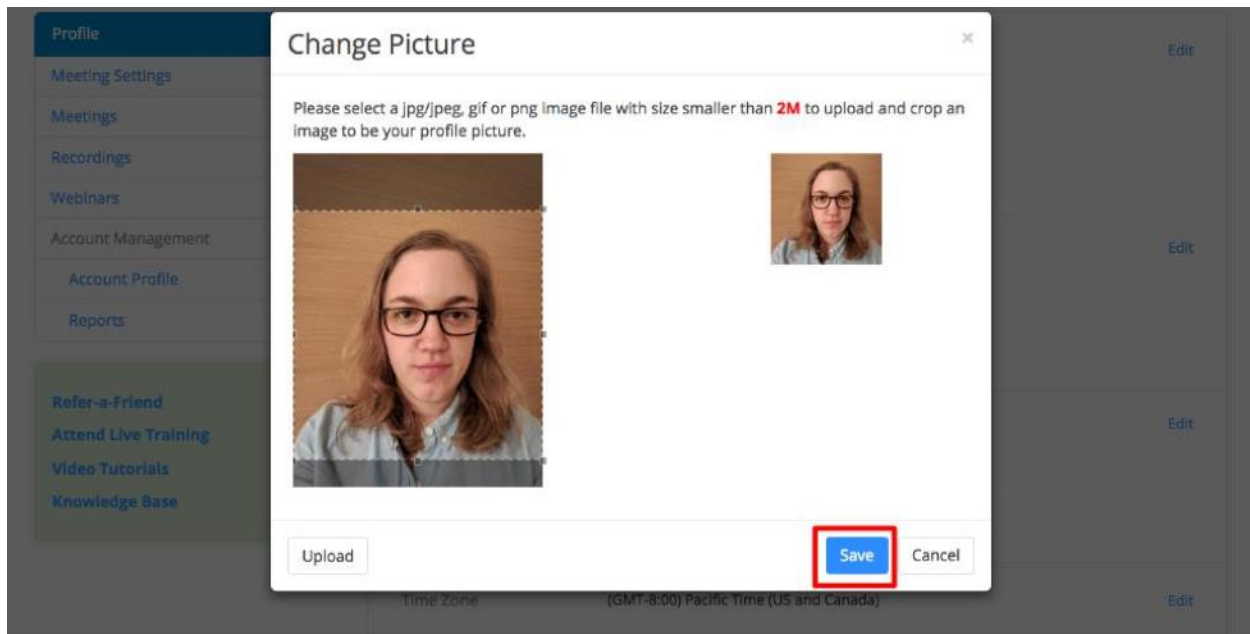 Profile
Meeting Settings
Meetings
Recordings
Webinars
Account Management
Account Profile
Reports
Refer-a-Friend
Attend Live Training
Video Tutorials
Knowledge Base
Change Picture
×
Please select a jpg/jpeg, gif or png image file with size smaller than 2M to upload and crop an
image to be your profile picture.
Upload
Save
Cancel
Edit
Edit
Edit
Time Zone (GMT-8:00) Pacific Time (US and Canada) Edit